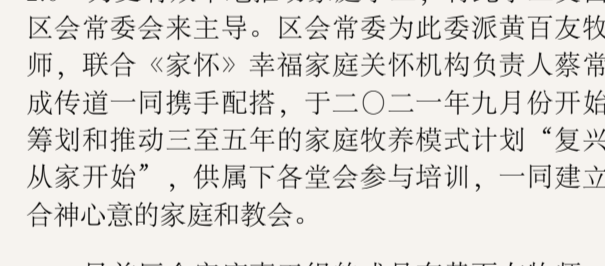 区会常委会来主导。区会常委为此委派黄百友牧
师，联合《家怀》幸福家庭关怀机构负责人蔡常
成传道一同携手配搭，于二〇二一年九月份开始
筹划和推动三至五年的家庭牧养模式计划“复兴
从家开始”，供属下各堂会参与培训，一同建立
合神心意的家庭和教会。